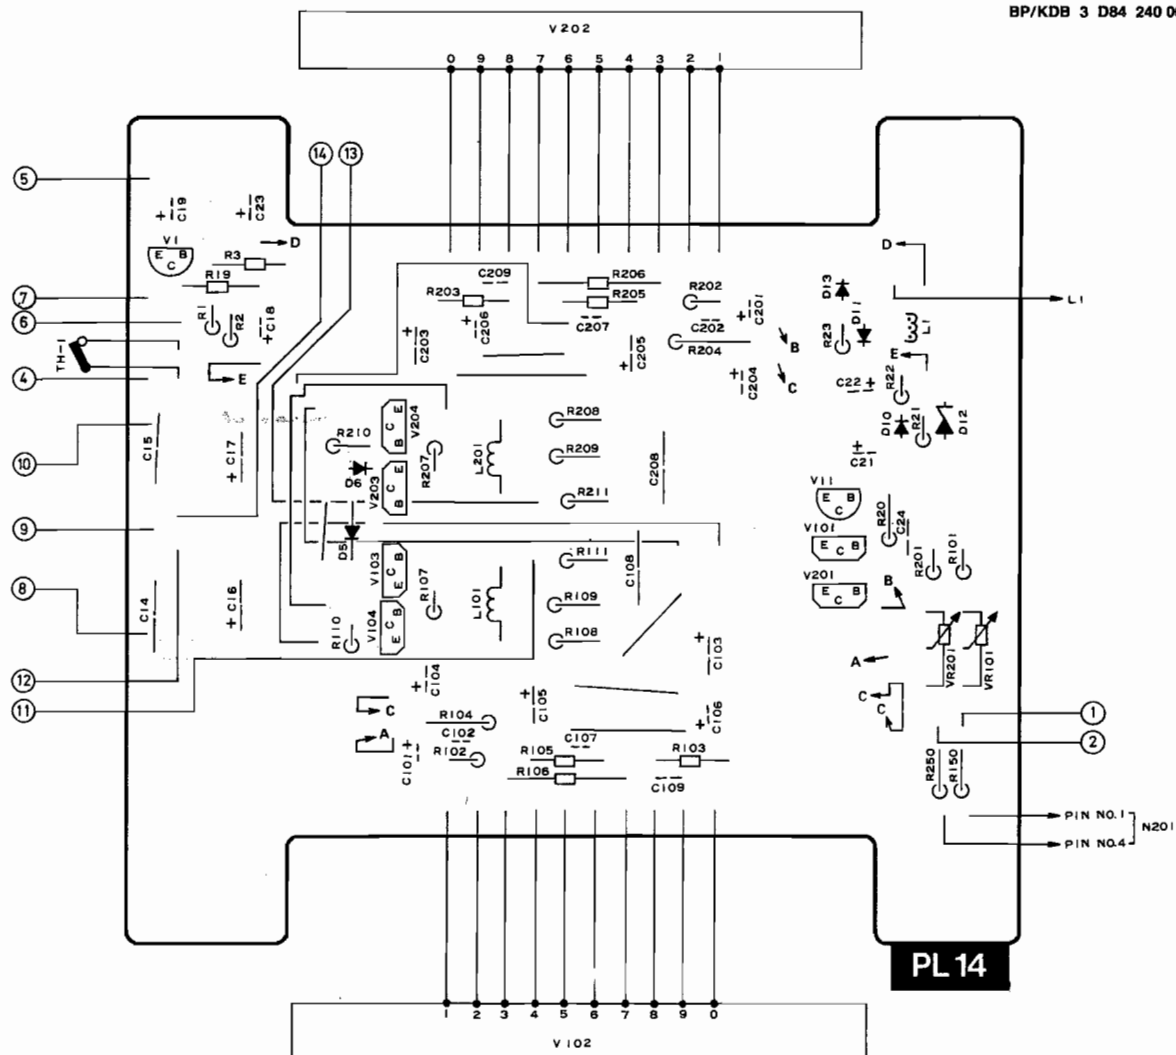 BP/KDB 3 D84 240 0
V202
0 9 8 7 6 5 4 3 2 1
14 13
5
+ C19
+ C23
V1
E B
C
R3
D
R19
7
6
R1
R2
+ C18
TH-1
4
E
C15
10
+ C17
9
8
C14
+ C16
12
11
C209
R203
+ C206
R206
R205
C207
R202
C202
+ C201
R204
+ C203
+ C205
+ C204
B
C
D
D13
D11
R23
L1
L1
E
C22 +
R22
D10
R21
D12
+ C21
R210
D6
V204
E
C
B
R207
V203
E
C
B
L201
R208
R209
R211
C208
D5
V103
B
C
E
R107
V104
B
C
E
R110
L101
R111
R109
R108
C108
V11
E B
C
V101
E C B
R20
C24
R201
R101
V201
E C B
B
A
VR201
VR101
C
C
1
2
+ C104
C
A
C101 +
R104
C102
R102
+ C105
C107
R105
R106
+ C103
+ C106
R103
C109
R250
R150
PIN NO.1
N201
PIN NO.4
PL 14
1 2 3 4 5 6 7 8 9 0
V102